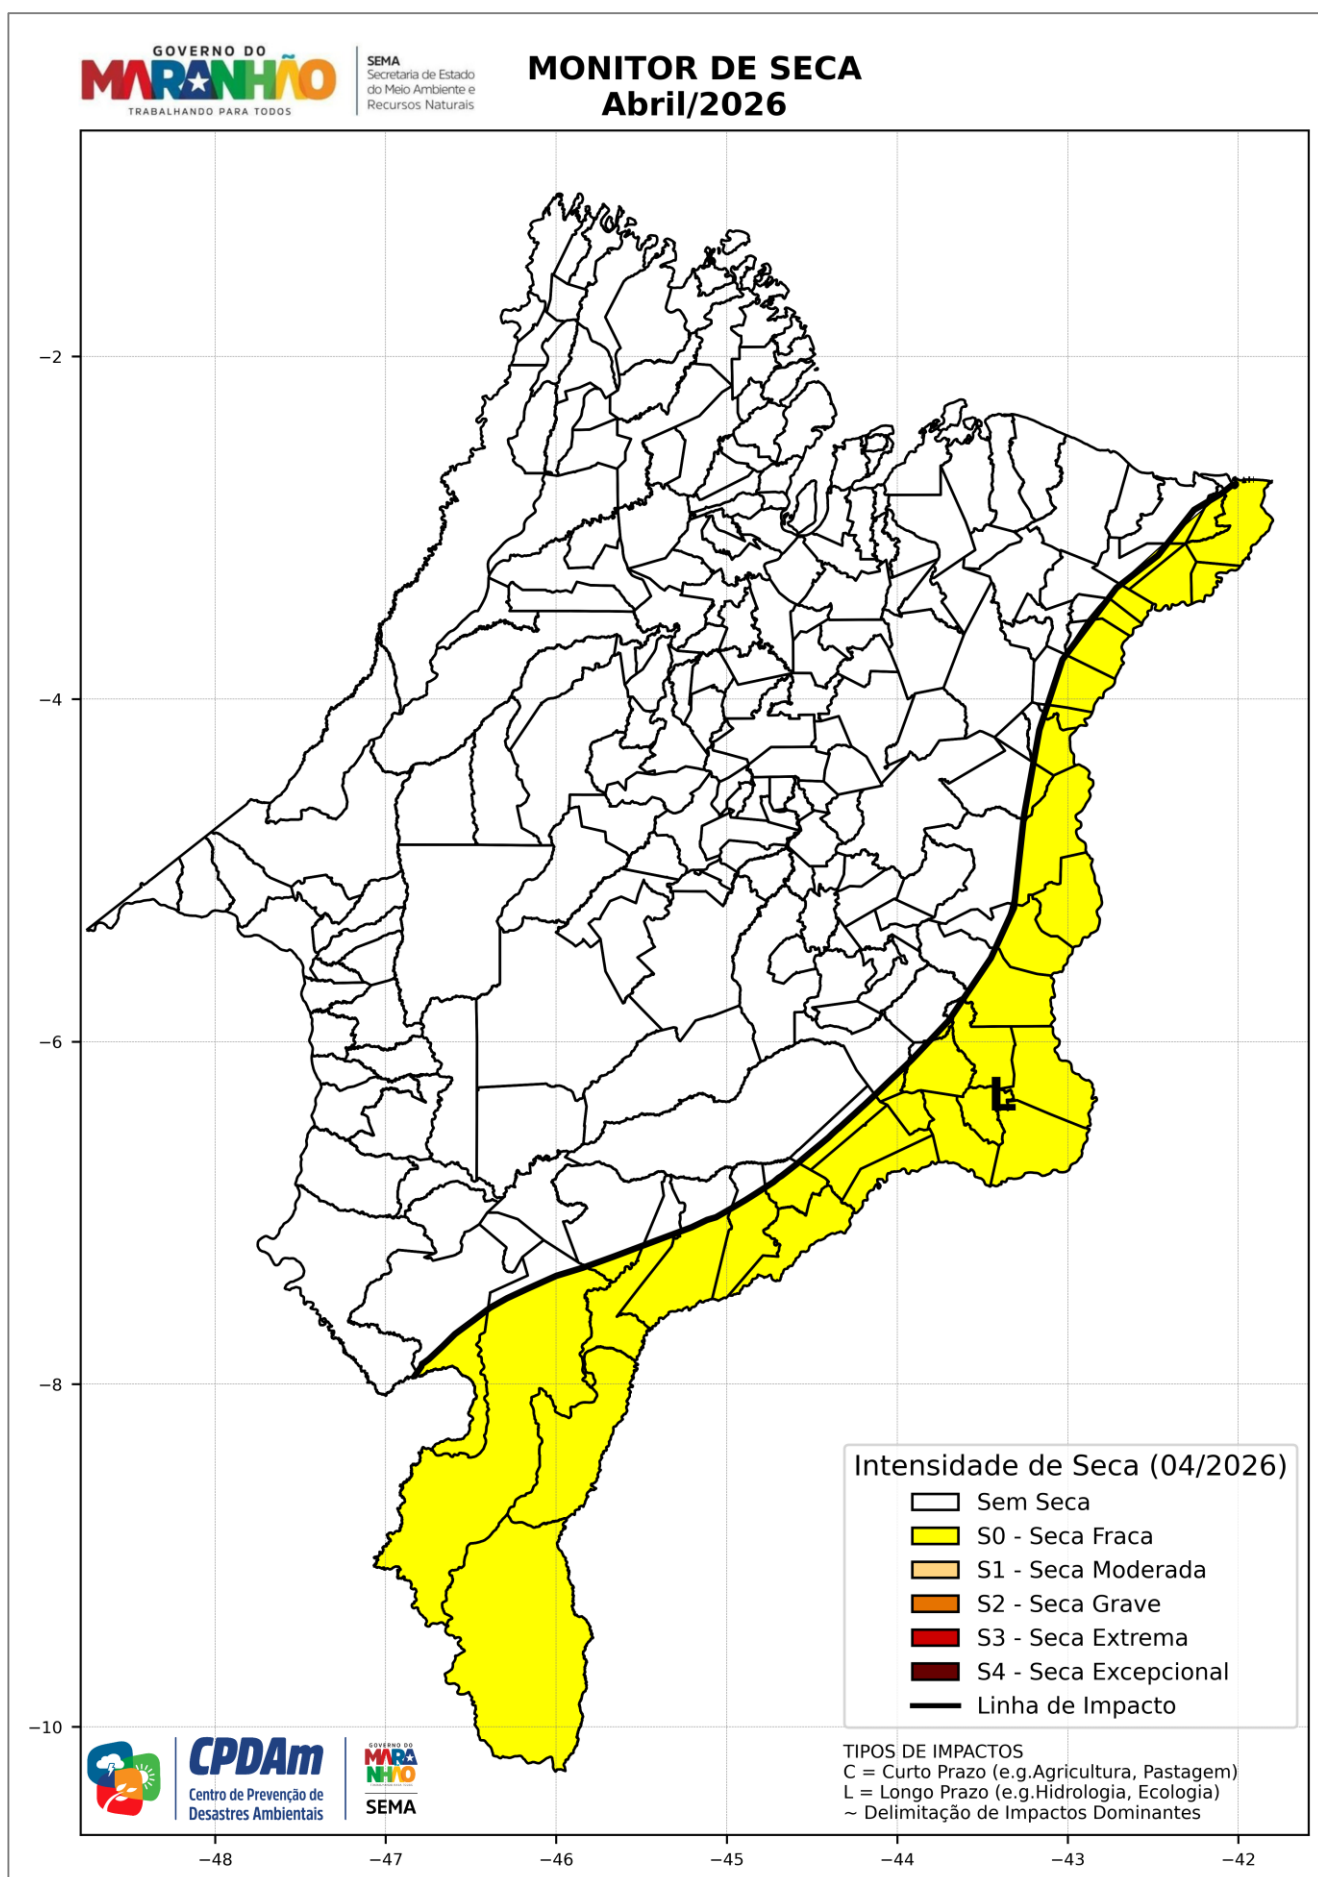 GOVERNO DO
MARANHÃO
TRABALHANDO PARA TODOS
SEMA
Secretaria de Estado
do Meio Ambiente e
Recursos Naturais
MONITOR DE SECA
Abril/2026
−2
−4
−6
−8
−10
L
Intensidade de Seca (04/2026)
Sem Seca
S0 - Seca Fraca
S1 - Seca Moderada
S2 - Seca Grave
S3 - Seca Extrema
S4 - Seca Excepcional
Linha de Impacto
TIPOS DE IMPACTOS
C = Curto Prazo (e.g.Agricultura, Pastagem)
L = Longo Prazo (e.g.Hidrologia, Ecologia)
~ Delimitação de Impactos Dominantes
CPDAm
Centro de Prevenção de
Desastres Ambientais
GOVERNO DO
MARANHÃO
SEMA
−48
−47
−46
−45
−44
−43
−42